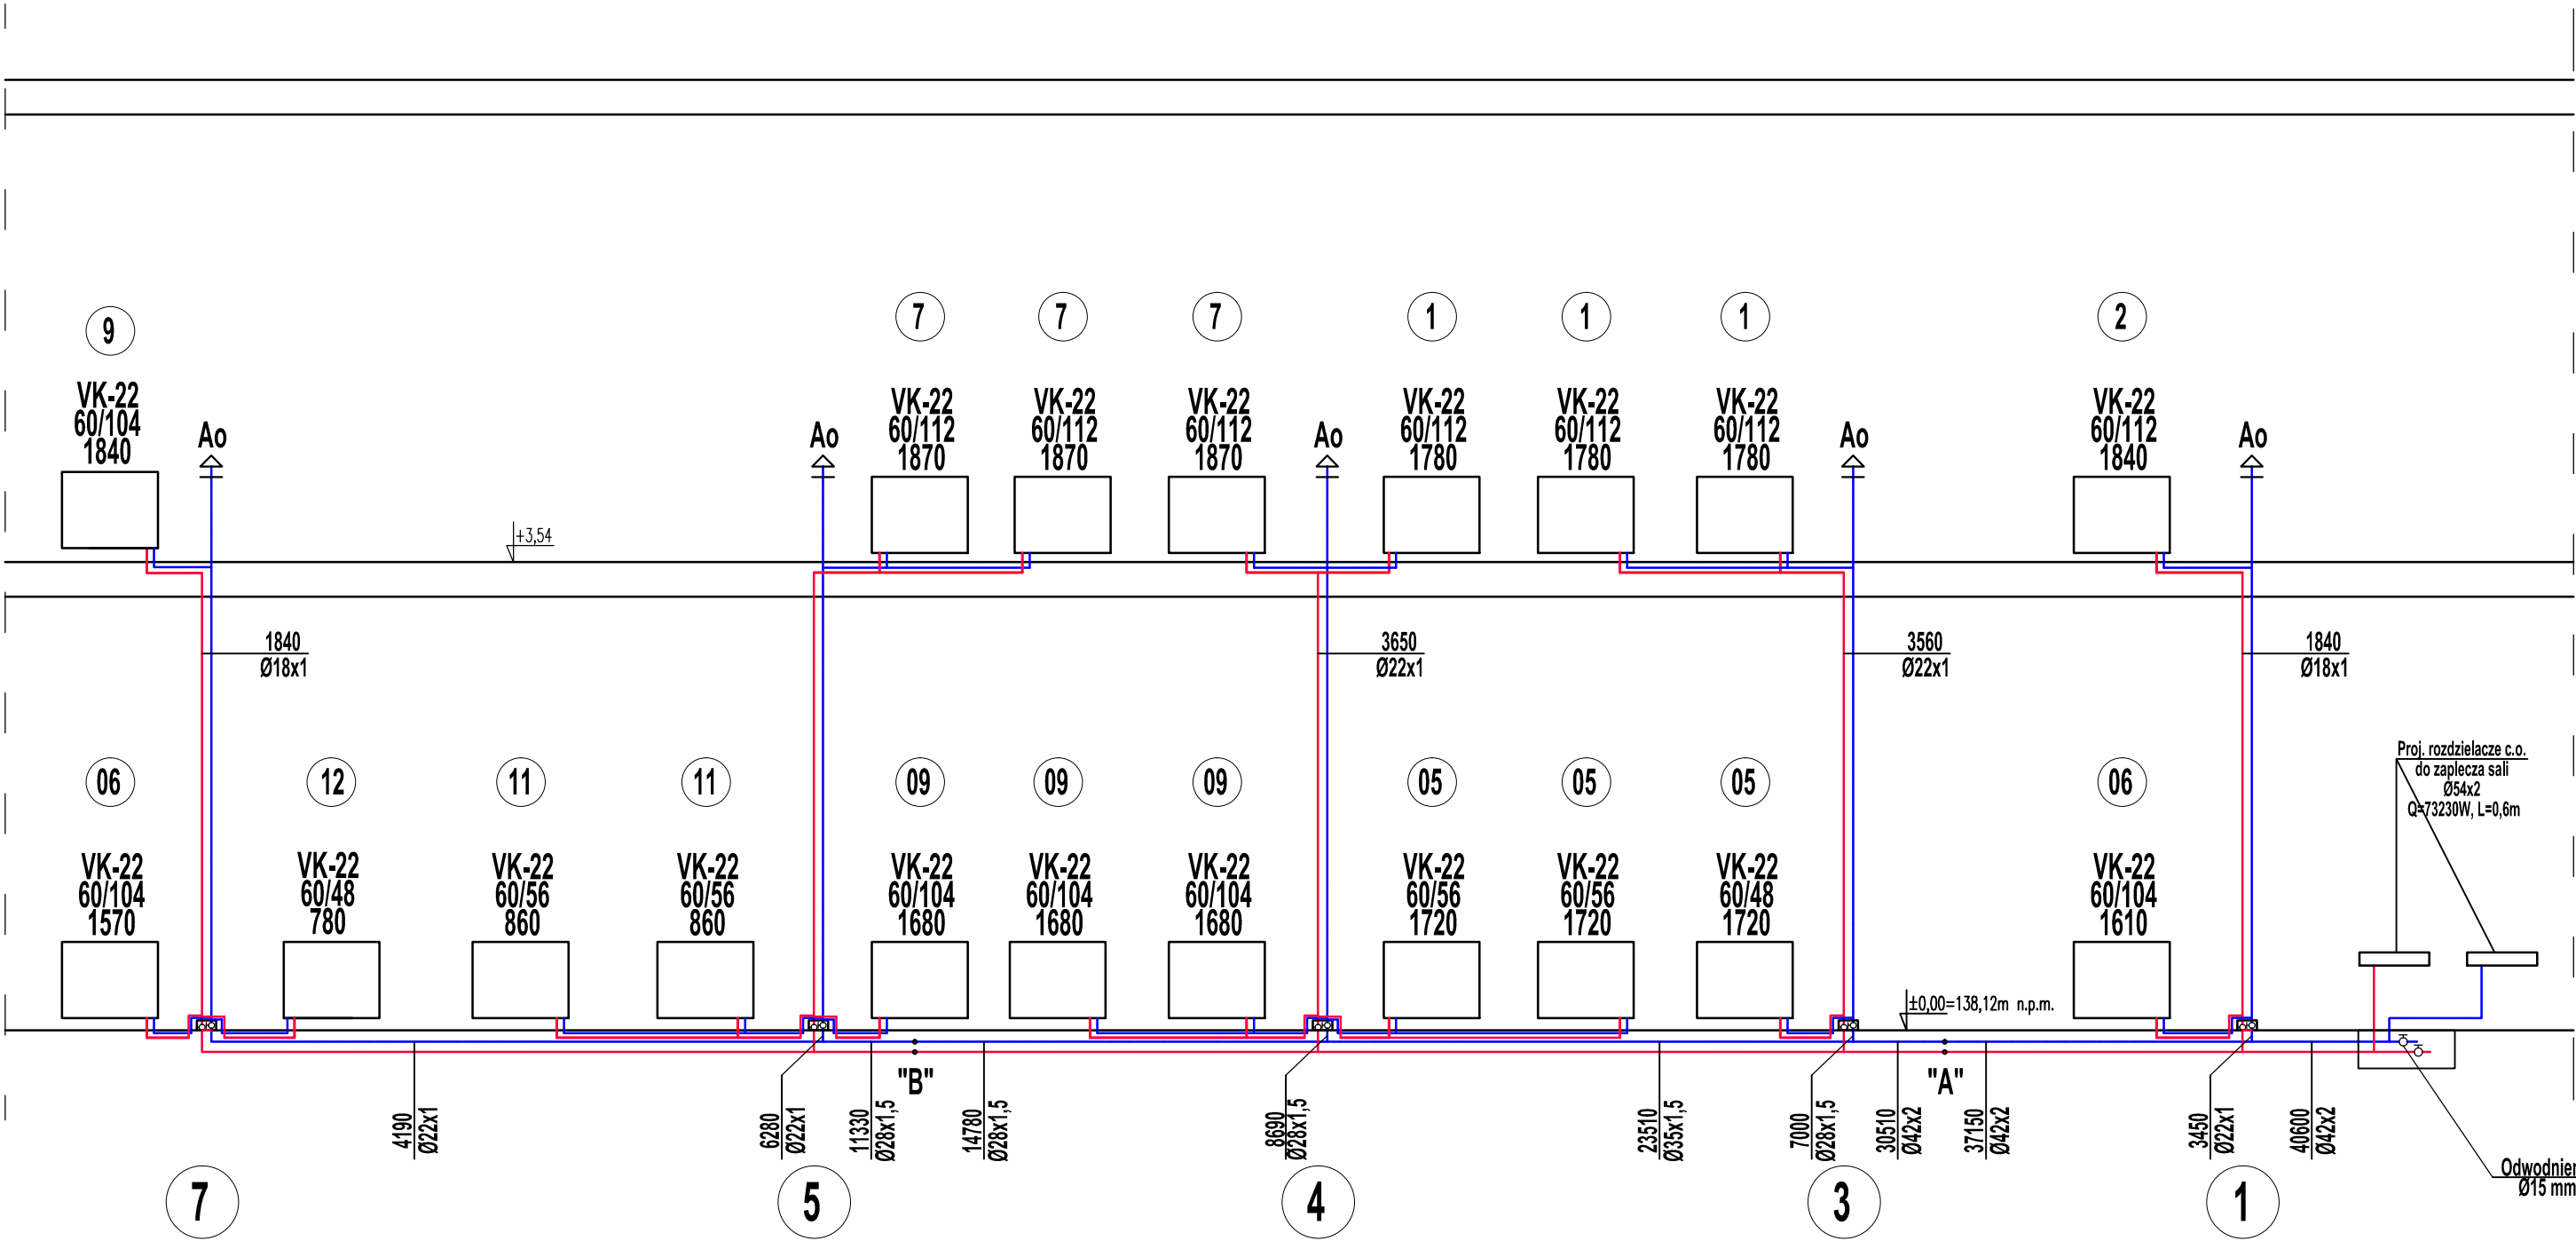 9
7
7
7
1
1
1
2
VK-22
60/104
1840
Ao
Ao
VK-22
60/112
1870
VK-22
60/112
1870
VK-22
60/112
1870
Ao
VK-22
60/112
1780
VK-22
60/112
1780
VK-22
60/112
1780
Ao
VK-22
60/112
1840
Ao
+3,54
1840
Ø18x1
3650
Ø22x1
3560
Ø22x1
1840
Ø18x1
06
12
11
11
09
09
09
05
05
05
06
Proj. rozdzielacze c.o.
do zaplecza sali
Ø54x2
Q=73230W, L=0,6m
VK-22
60/104
1570
VK-22
60/48
780
VK-22
60/56
860
VK-22
60/56
860
VK-22
60/104
1680
VK-22
60/104
1680
VK-22
60/104
1680
VK-22
60/56
1720
VK-22
60/56
1720
VK-22
60/48
1720
VK-22
60/104
1610
±0,00=138,12m n.p.m.
"B"
"A"
4190
Ø22x1
6280
Ø22x1
11330
Ø28x1,5
14780
Ø28x1,5
8690
Ø28x1,5
23510
Ø35x1,5
7000
Ø28x1,5
30510
Ø42x2
37150
Ø42x2
3450
Ø22x1
40600
Ø42x2
Odwodnien
Ø15 mm
7
5
4
3
1